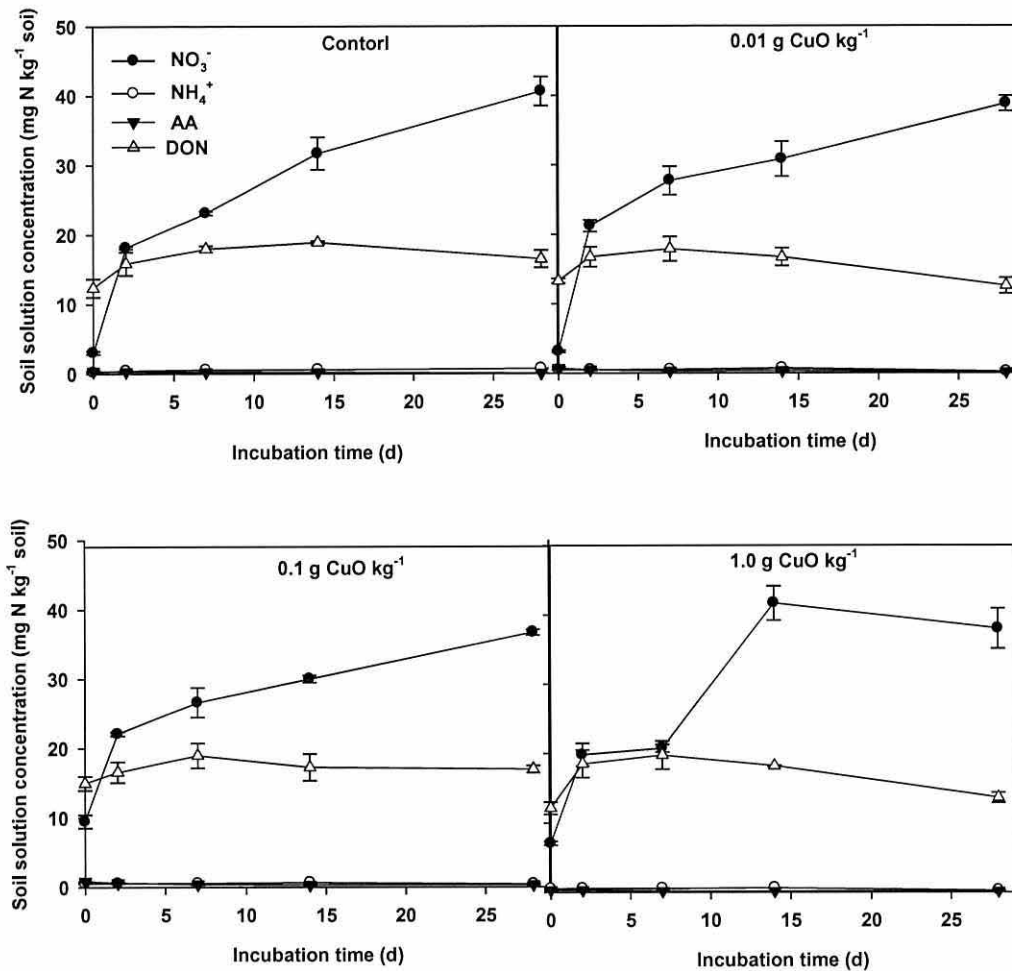 Soil solution concentration (mg N kg⁻¹ soil)
50
40
30
20
10
0
Contorl
NO₃⁻
NH₄⁺
AA
DON
0 5 10 15 20 25
Incubation time (d)
0.01 g CuO kg⁻¹
0 5 10 15 20 25
Incubation time (d)
Soil solution concentration (mg N kg⁻¹ soil)
50
40
30
20
10
0
0.1 g CuO kg⁻¹
0 5 10 15 20 25
Incubation time (d)
1.0 g CuO kg⁻¹
0 5 10 15 20 25
Incubation time (d)